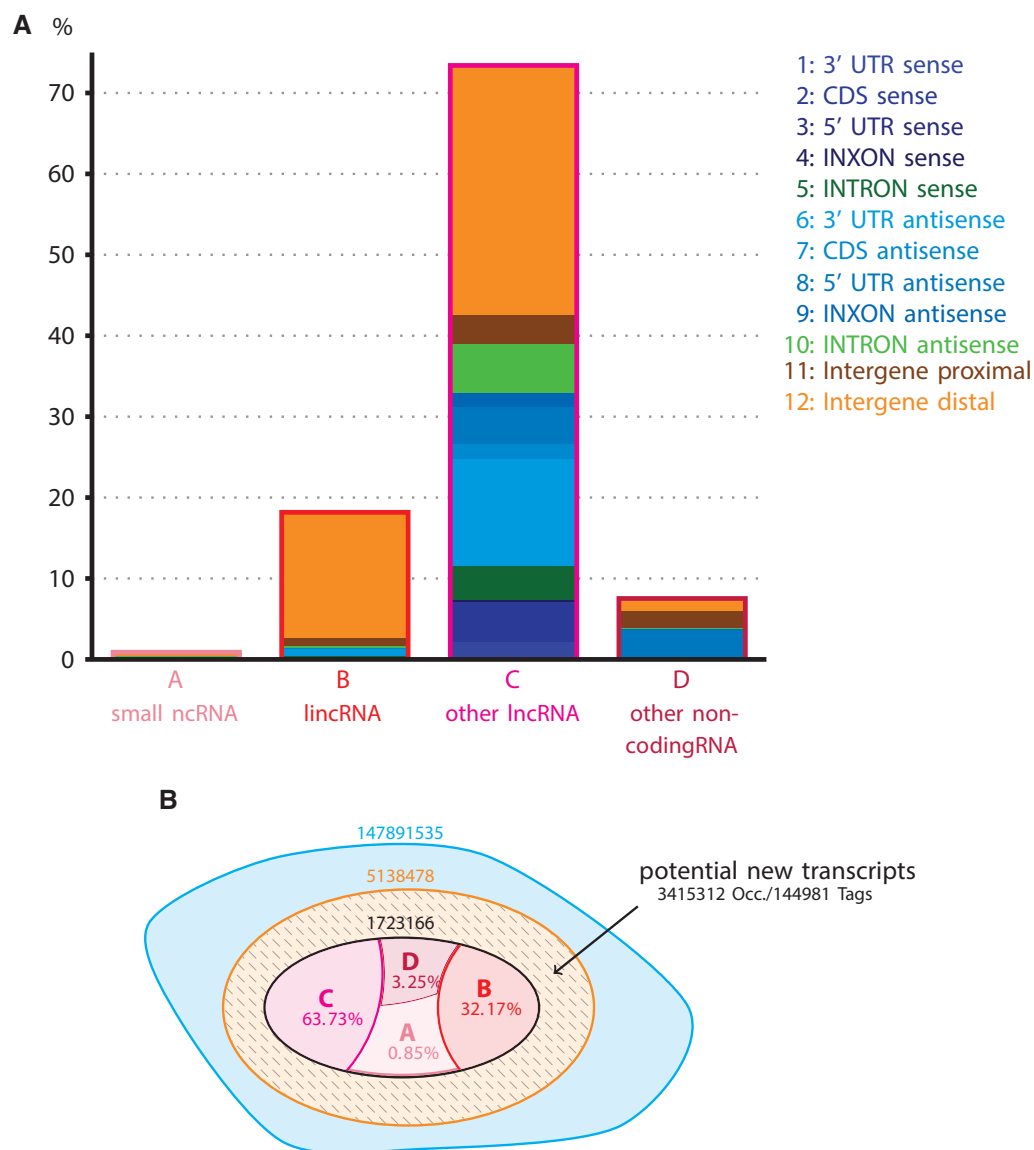 A %
70
60
50
40
30
20
10
0
1: 3’ UTR sense
2: CDS sense
3: 5’ UTR sense
4: INXON sense
5: INTRON sense
6: 3’ UTR antisense
7: CDS antisense
8: 5’ UTR antisense
9: INXON antisense
10: INTRON antisense
11: Intergene proximal
12: Intergene distal
A
small ncRNA
B
lincRNA
C
other lncRNA
D
other non-
codingRNA
B
147891535
5138478
1723166
potential new transcripts
3415312 Occ./144981 Tags
D
3.25%
C
63.73%
B
32.17%
A
0.85%